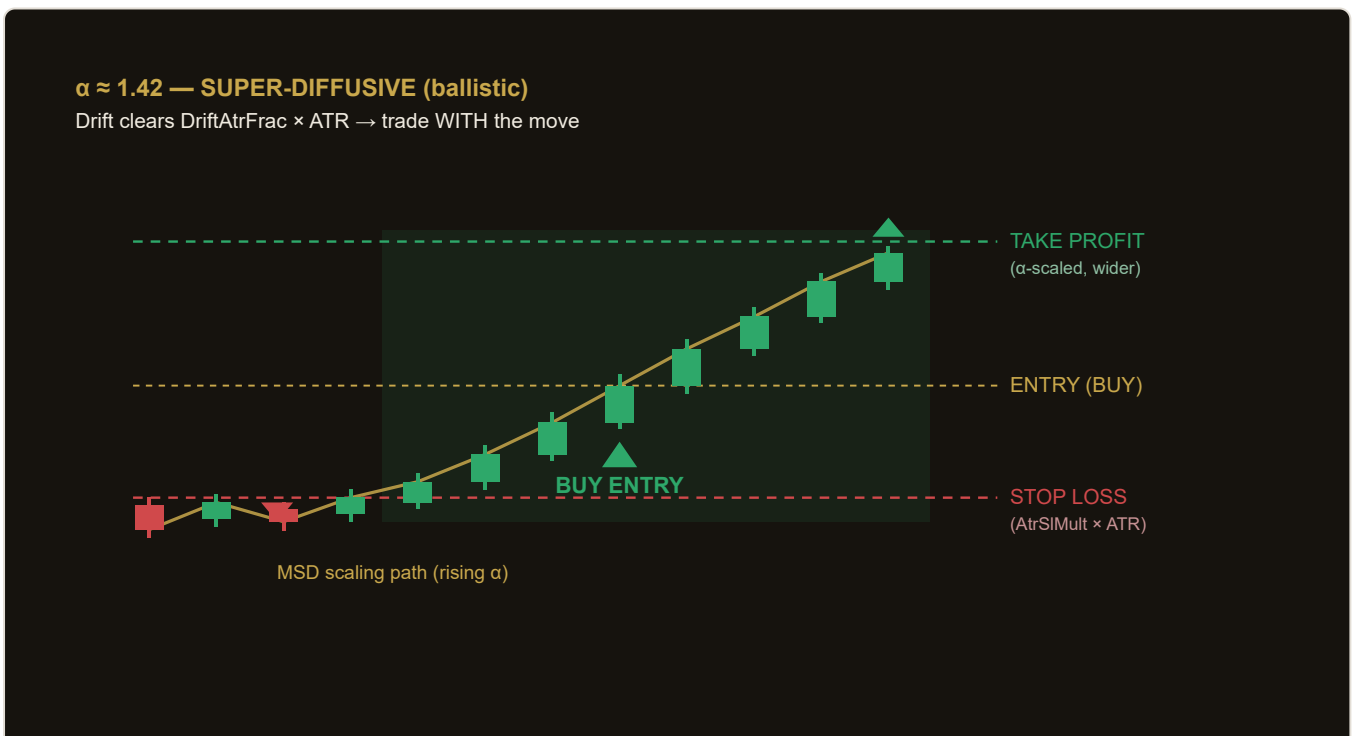 α ≈ 1.42 — SUPER-DIFFUSIVE (ballistic)
Drift clears DriftAtrFrac × ATR → trade WITH the move
TAKE PROFIT
(α-scaled, wider)
ENTRY (BUY)
BUY ENTRY
STOP LOSS
(AtrSlMult × ATR)
MSD scaling path (rising α)